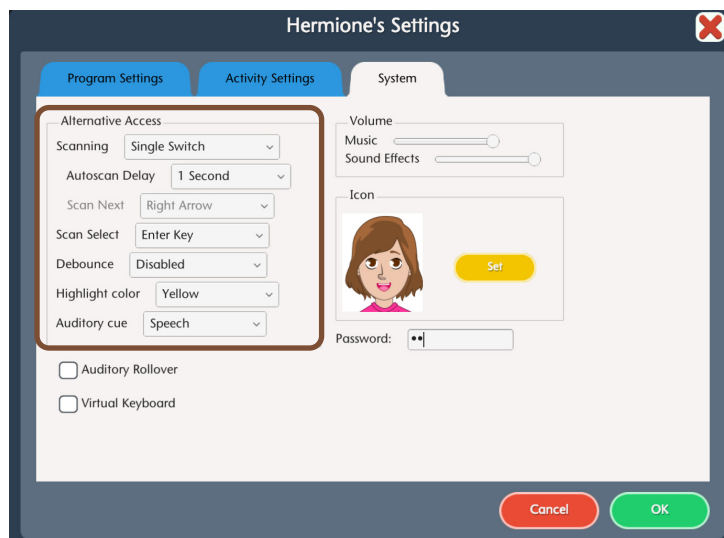 Hermione's Settings
Program Settings
Activity Settings
System
Alternative Access
Scanning Single Switch
Autoscan Delay 1 Second
Scan Next Right Arrow
Scan Select Enter Key
Debounce Disabled
Highlight color Yellow
Auditory cue Speech
Auditory Rollover
Virtual Keyboard
Volume
Music
Sound Effects
Icon
Set
Password: ••
Cancel
OK